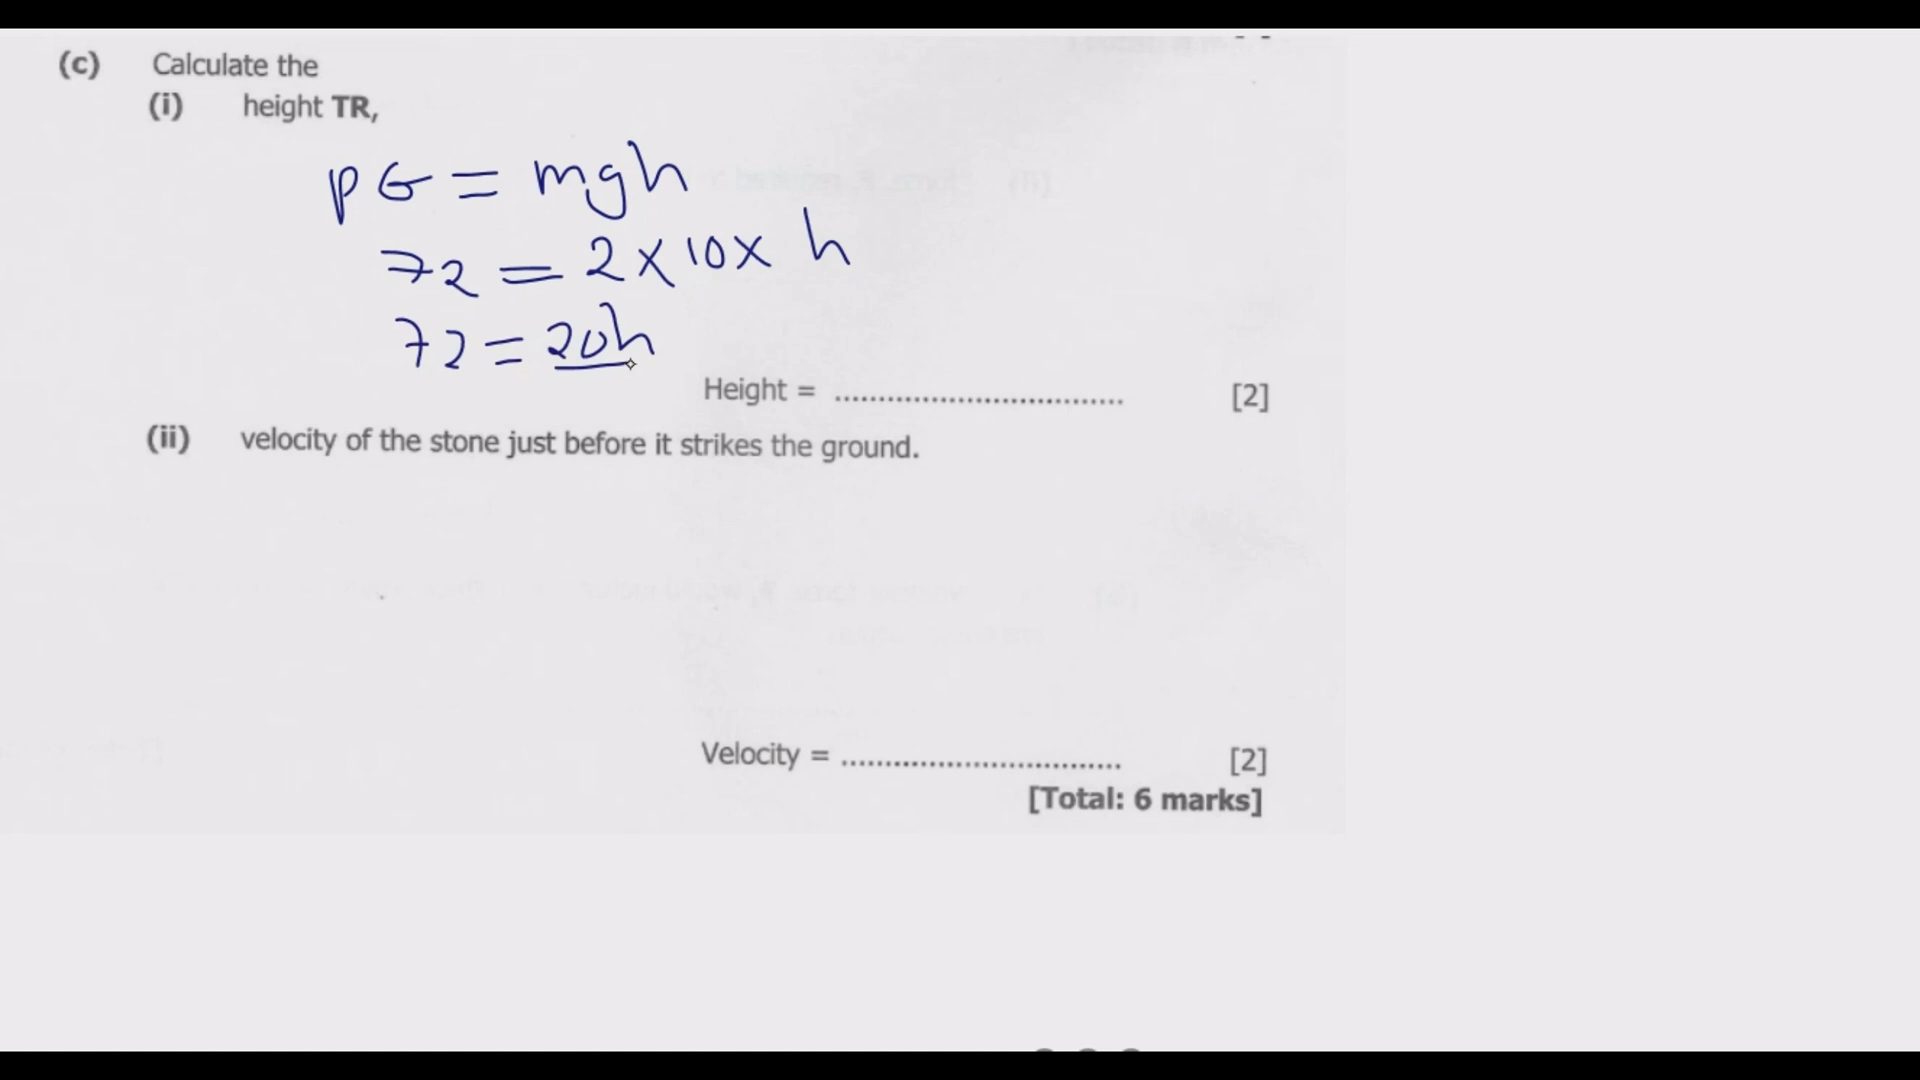 (c) Calculate the
(i) height TR,
PE = mgh
72 = 2 x 10 x h
72 = 20h
Height = ................................ [2]
(ii) velocity of the stone just before it strikes the ground.
Velocity = ................................ [2]
[Total: 6 marks]